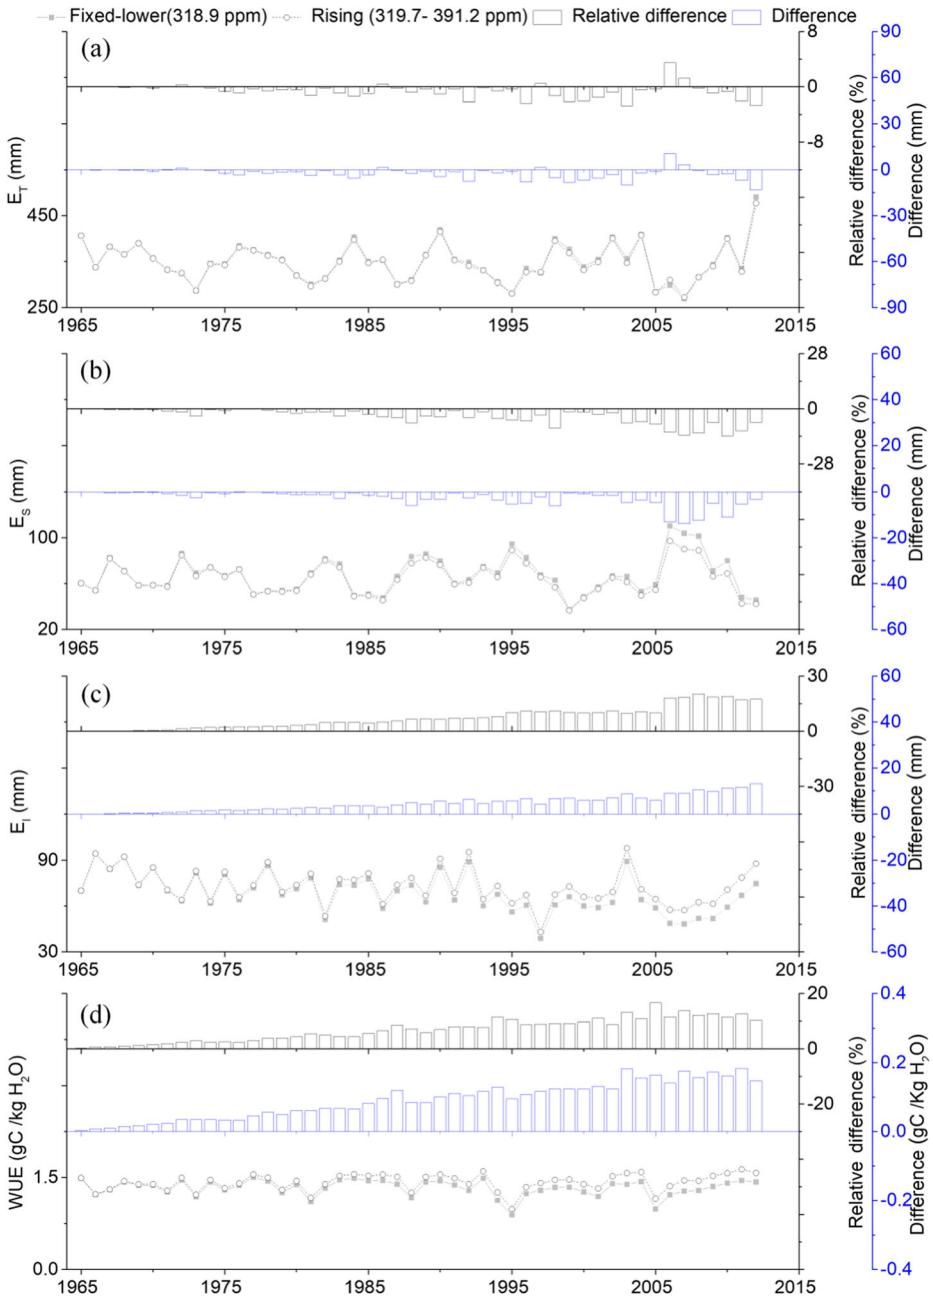 Fixed-lower(318.9 ppm) Rising (319.7- 391.2 ppm) Relative difference Difference
(a)
8
0
-8
90
60
30
0
-30
-60
-90
450
250
E_T (mm)
Relative difference (%)
Difference (mm)
1965 1975 1985 1995 2005 2015
(b)
28
0
-28
60
40
20
0
-20
-40
-60
100
20
E_S (mm)
Relative difference (%)
Difference (mm)
1965 1975 1985 1995 2005 2015
(c)
30
0
-30
60
40
20
0
-20
-40
-60
90
30
E_I (mm)
Relative difference (%)
Difference (mm)
1965 1975 1985 1995 2005 2015
(d)
20
0
-20
0.4
0.2
0.0
-0.2
-0.4
1.5
0.0
WUE (gC /Kg H₂O)
Relative difference (%)
Difference (gC /Kg H₂O)
1965 1975 1985 1995 2005 2015